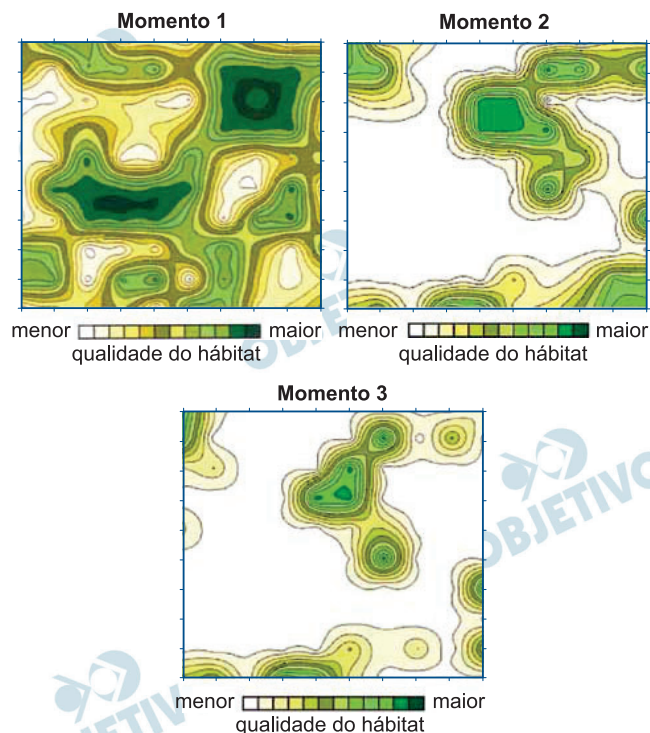 Momento 1
Momento 2
menor maior
qualidade do hábitat
menor maior
qualidade do hábitat
Momento 3
menor maior
qualidade do hábitat
OBJETIVO
OBJETIVO
OBJETIVO